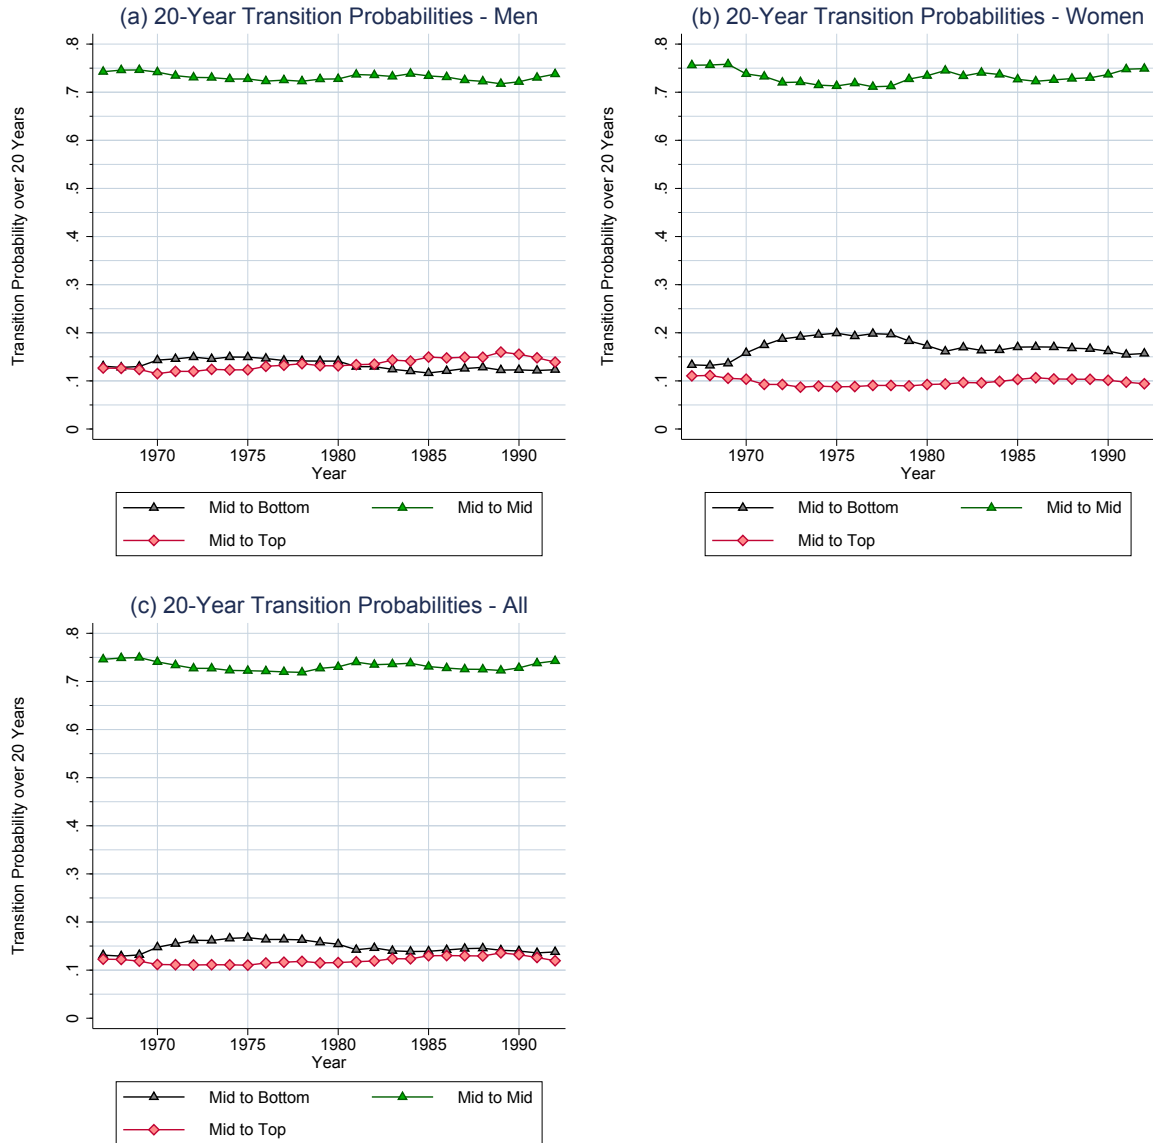 (a) 20-Year Transition Probabilities - Men
Transition Probability over 20 Years
.8
.7
.6
.5
.4
.3
.2
.1
0
1970 1975 1980 1985 1990
Year
Mid to Bottom Mid to Mid
Mid to Top
(b) 20-Year Transition Probabilities - Women
Transition Probability over 20 Years
.8
.7
.6
.5
.4
.3
.2
.1
0
1970 1975 1980 1985 1990
Year
Mid to Bottom Mid to Mid
Mid to Top
(c) 20-Year Transition Probabilities - All
Transition Probability over 20 Years
.8
.7
.6
.5
.4
.3
.2
.1
0
1970 1975 1980 1985 1990
Year
Mid to Bottom Mid to Mid
Mid to Top